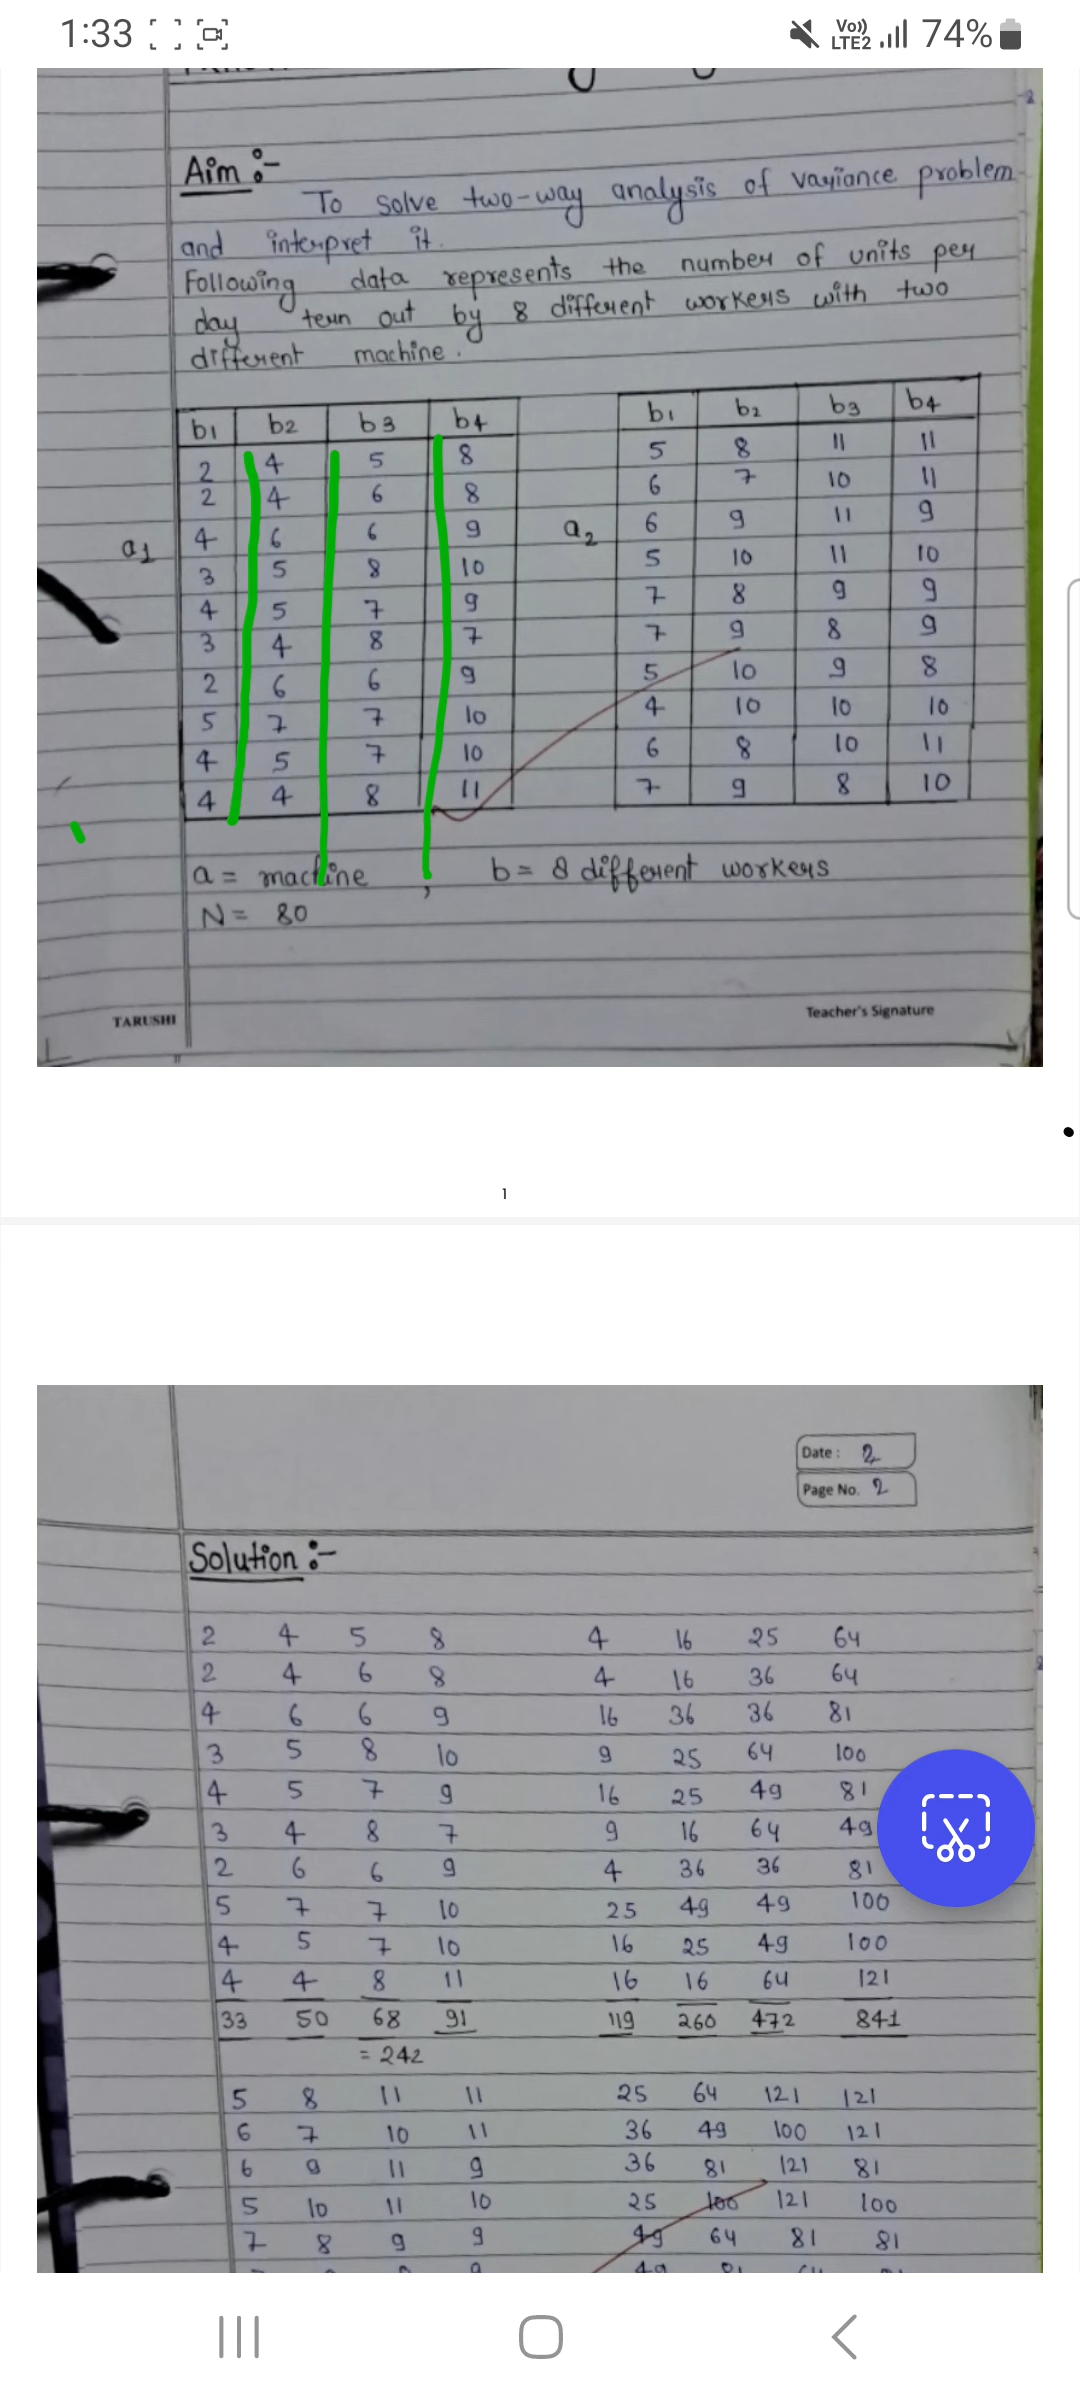 1:33
Vo))
LTE2
74%
Aim :-
To solve two-way analysis of variance problem
and interpret it.
Following data represents the number of units per
day tern out by 8 different workers with two
different machine.
b1 b2 b3 b4 b1 b2 b3 b4
2 4 5 8 5 8 11 11
2 4 6 8 6 7 10 11
a1 4 6 6 9 a2 6 9 11 9
3 5 8 10 5 10 11 10
4 5 7 9 7 8 9 9
3 4 8 7 7 9 8 9
2 6 6 9 5 10 9 8
5 7 7 10 4 10 10 10
4 5 7 10 6 8 10 11
4 4 8 11 7 9 8 10
a = machine , b = 8 different workers
N = 80
TARUSHI
Teacher's Signature
1
Date : 2
Page No. 2
Solution :-
2 4 5 8 4 16 25 64
2 4 6 8 4 16 36 64
4 6 6 9 16 36 36 81
3 5 8 10 9 25 64 100
4 5 7 9 16 25 49 81
3 4 8 7 9 16 64 49
2 6 6 9 4 36 36 81
5 7 7 10 25 49 49 100
4 5 7 10 16 25 49 100
4 4 8 11 16 16 64 121
33 50 68 91 119 260 472 841
= 242
5 8 11 11 25 64 121 121
6 7 10 11 36 49 100 121
6 9 11 9 36 81 121 81
5 10 11 10 25 100 121 100
7 8 9 9 49 64 81 81